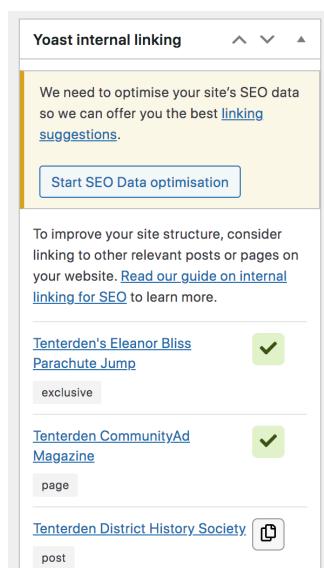 Yoast internal linking
We need to optimise your site's SEO data
so we can offer you the best linking
suggestions.
Start SEO Data optimisation
To improve your site structure, consider
linking to other relevant posts or pages on
your website. Read our guide on internal
linking for SEO to learn more.
Tenterden's Eleanor Bliss
Parachute Jump
exclusive
Tenterden CommunityAd
Magazine
page
Tenterden District History Society
post